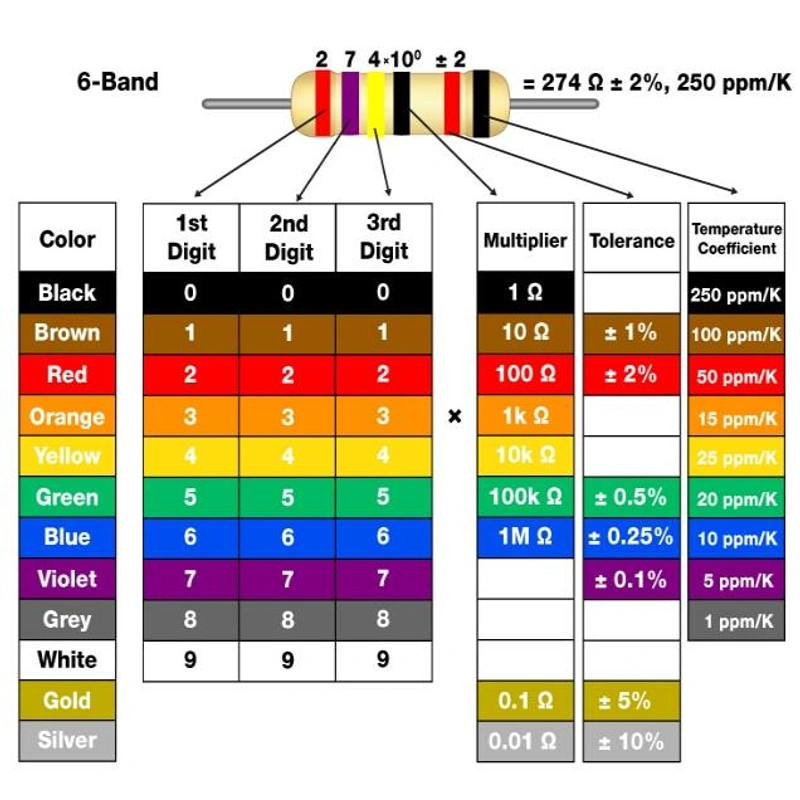 2 7 4×10⁰ ± 2
6-Band
= 274 Ω ± 2%, 250 ppm/K
Color
1st
Digit
2nd
Digit
3rd
Digit
Multiplier
Tolerance
Temperature
Coefficient
Black 0 0 0 1 Ω 250 ppm/K
Brown 1 1 1 10 Ω ± 1% 100 ppm/K
Red 2 2 2 100 Ω ± 2% 50 ppm/K
Orange 3 3 3 × 1k Ω 15 ppm/K
Yellow 4 4 4 10k Ω 25 ppm/K
Green 5 5 5 100k Ω ± 0.5% 20 ppm/K
Blue 6 6 6 1M Ω ± 0.25% 10 ppm/K
Violet 7 7 7 ± 0.1% 5 ppm/K
Grey 8 8 8 1 ppm/K
White 9 9 9
Gold 0.1 Ω ± 5%
Silver 0.01 Ω ± 10%